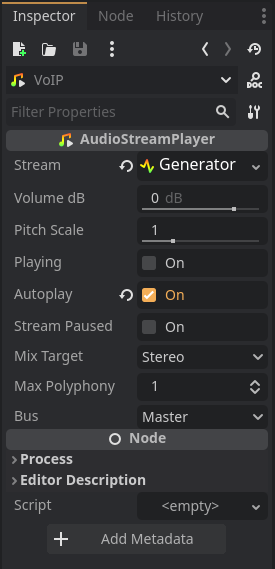 Inspector Node History
VoIP
DOC
Filter Properties
AudioStreamPlayer
Stream Generator
Volume dB 0 dB
Pitch Scale 1
Playing On
Autoplay On
Stream Paused On
Mix Target Stereo
Max Polyphony 1
Bus Master
Node
Process
Editor Description
Script <empty>
Add Metadata